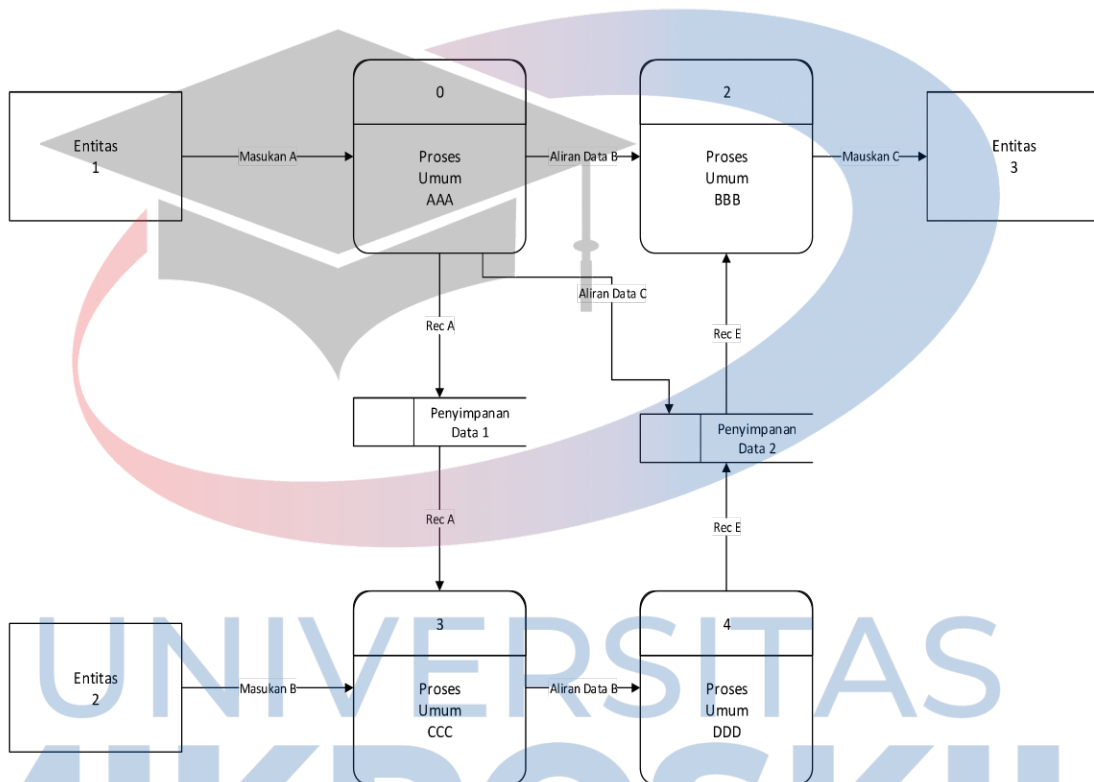 0
2
Entitas
1
Masukan A
Proses
Umum
AAA
Aliran Data B
Proses
Umum
BBB
Mauskan C
Entitas
3
Aliran Data C
Rec A
Rec E
Penyimpanan
Data 1
Penyimpanan
Data 2
Rec A
Rec E
3
4
Entitas
2
Masukan B
Proses
Umum
CCC
Aliran Data B
Proses
Umum
DDD
UNIVERSITAS
MIKROSKIL